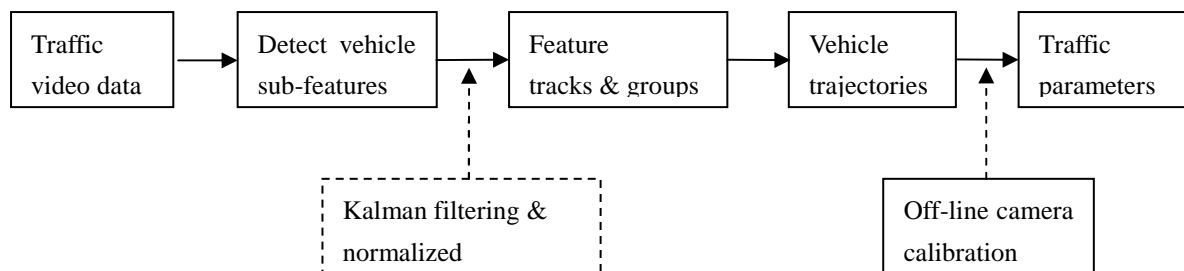 Traffic
video data
Detect vehicle
sub-features
Feature
tracks & groups
Vehicle
trajectories
Traffic
parameters
Kalman filtering &
normalized
Off-line camera
calibration